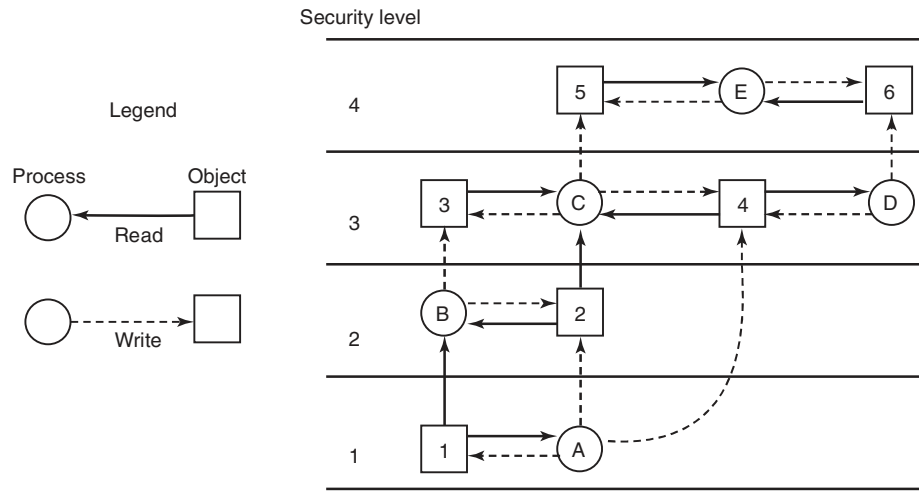 Security level
Legend
Process Object
Read
Write
4
5 E 6
3
3 C 4 D
2
B 2
1
1 A